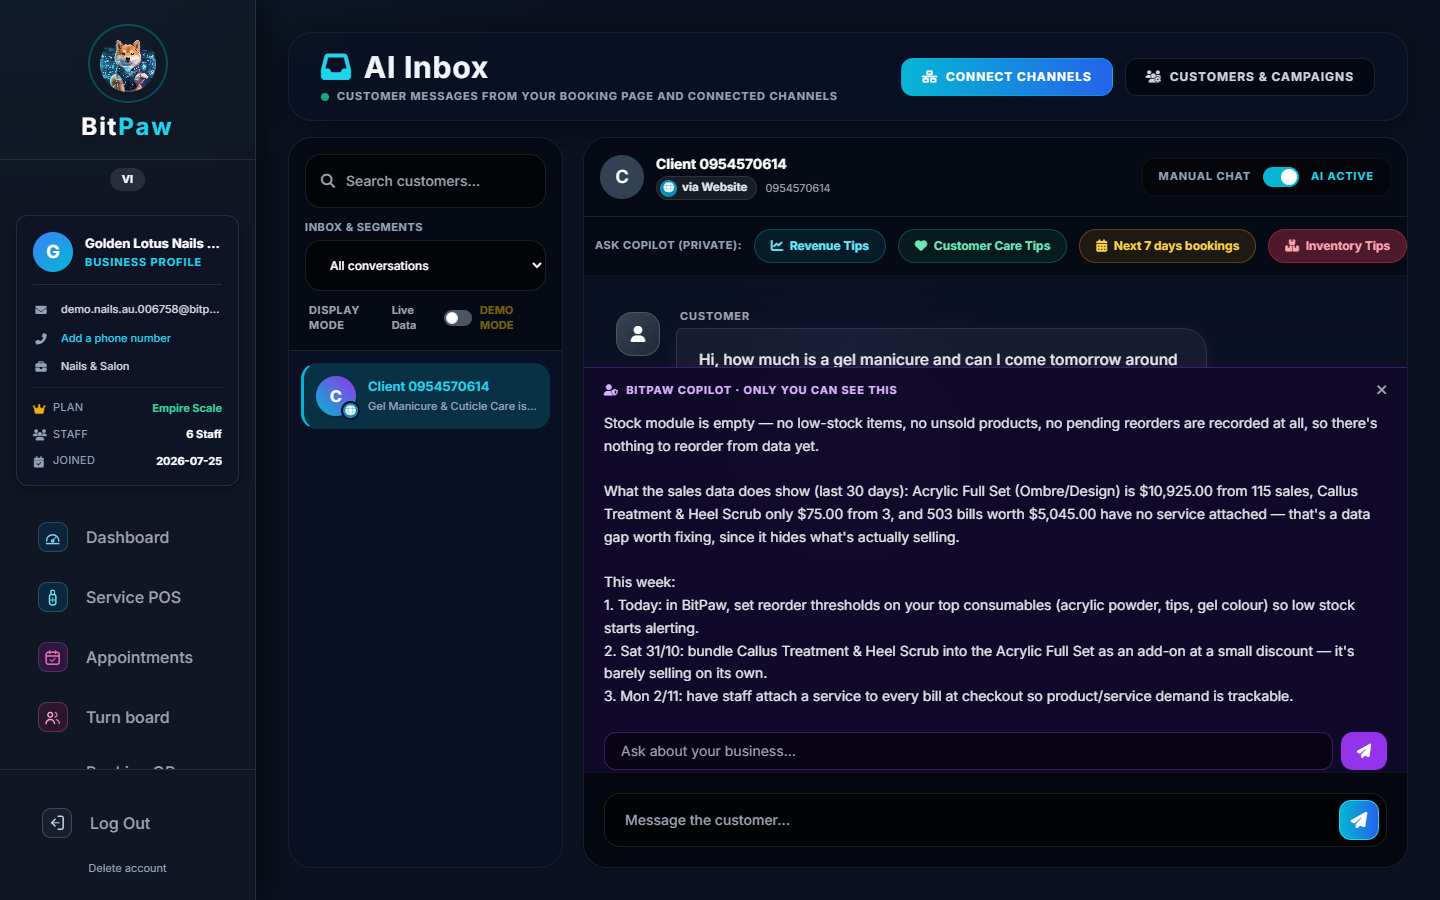 BitPaw
VI
G
Golden Lotus Nails ...
BUSINESS PROFILE
demo.nails.au.006758@bitp...
Add a phone number
Nails & Salon
PLAN
Empire Scale
STAFF
6 Staff
JOINED
2026-07-25
Dashboard
Service POS
Appointments
Turn board
Log Out
Delete account
AI Inbox
CUSTOMER MESSAGES FROM YOUR BOOKING PAGE AND CONNECTED CHANNELS
CONNECT CHANNELS
CUSTOMERS & CAMPAIGNS
Search customers...
INBOX & SEGMENTS
All conversations
DISPLAY MODE
Live Data
DEMO MODE
C
Client 0954570614
Gel Manicure & Cuticle Care is...
C
Client 0954570614
via Website
0954570614
MANUAL CHAT
AI ACTIVE
ASK COPILOT (PRIVATE):
Revenue Tips
Customer Care Tips
Next 7 days bookings
Inventory Tips
CUSTOMER
Hi, how much is a gel manicure and can I come tomorrow around
BITPAW COPILOT · ONLY YOU CAN SEE THIS
Stock module is empty — no low-stock items, no unsold products, no pending reorders are recorded at all, so there's
nothing to reorder from data yet.
What the sales data does show (last 30 days): Acrylic Full Set (Ombre/Design) is $10,925.00 from 115 sales, Callus
Treatment & Heel Scrub only $75.00 from 3, and 503 bills worth $5,045.00 have no service attached — that's a data
gap worth fixing, since it hides what's actually selling.
This week:
1. Today: in BitPaw, set reorder thresholds on your top consumables (acrylic powder, tips, gel colour) so low stock
starts alerting.
2. Sat 31/10: bundle Callus Treatment & Heel Scrub into the Acrylic Full Set as an add-on at a small discount — it's
barely selling on its own.
3. Mon 2/11: have staff attach a service to every bill at checkout so product/service demand is trackable.
Ask about your business...
Message the customer...